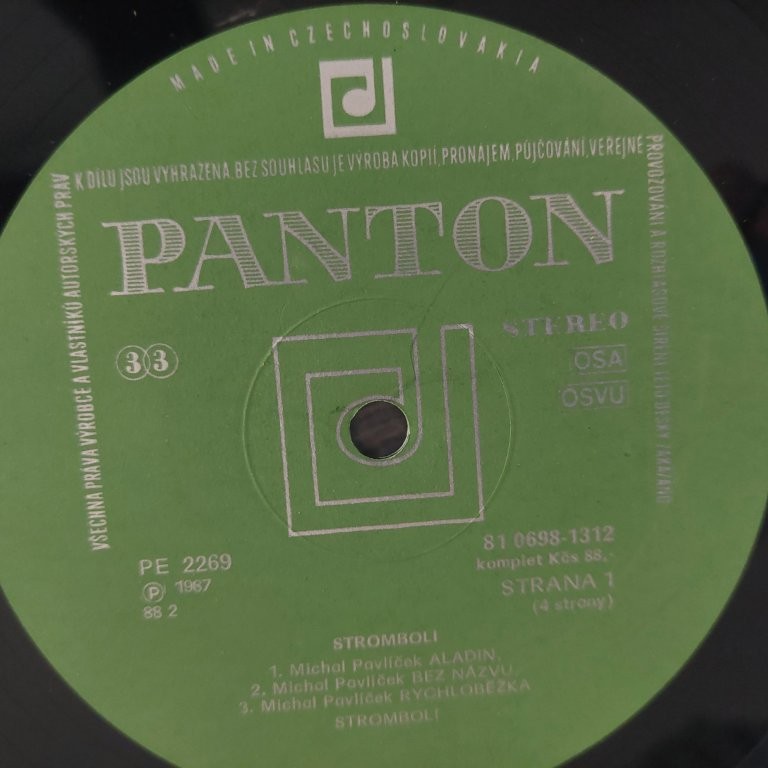 MADE IN CZECHOSLOVAKIA
VŠECHNA PRÁVA VÝROBCE A VLASTNÍKŮ AUTORSKÝCH PRÁV
K DÍLU JSOU VYHRAZENA. BEZ SOUHLASU JE VÝROBA KOPIÍ, PRONÁJEM, PŮJČOVÁNÍ, VEŘEJNÉ
PROVOZOVÁNÍ A ROZHLASOVÉ ŠÍŘENÍ
ZAKÁZÁNO
PANTON
33
STEREO
OSA
OSVU
PE 2269
Ⓟ 1987
88 2
81 0698-1312
komplet Kčs 88,-
STRANA 1
(4 strany)
STROMBOLI
1. Michal Pavlíček ALADIN
2. Michal Pavlíček BEZ NÁZVU
3. Michal Pavlíček RYCHLOBĚŽKA
STROMBOLI